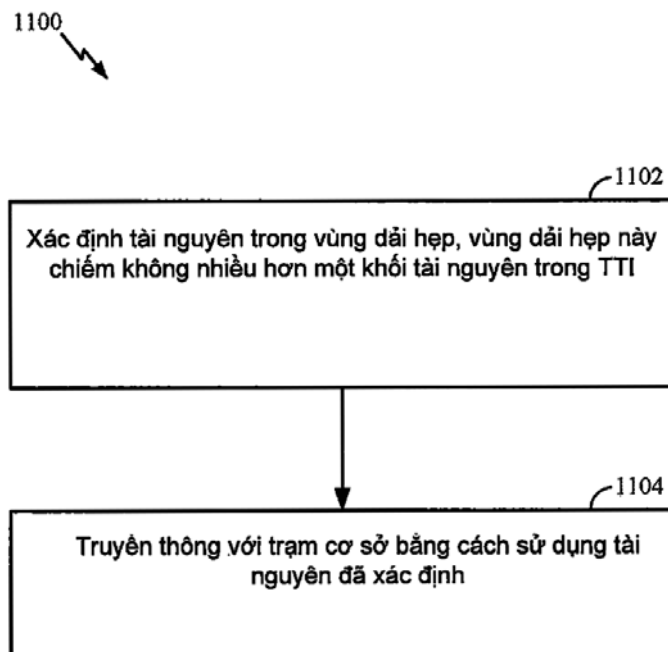 1100
1102
Xác định tài nguyên trong vùng dải hẹp, vùng dải hẹp này
chiếm không nhiều hơn một khối tài nguyên trong TTI
1104
Truyền thông với trạm cơ sở bằng cách sử dụng tài
nguyên đã xác định